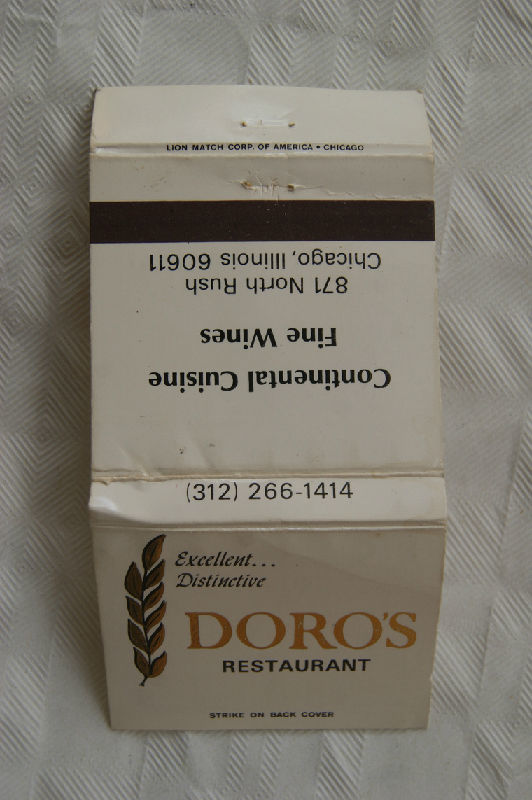 LION MATCH CORP. OF AMERICA • CHICAGO
Continental Cuisine
Fine Wines
871 North Rush
Chicago, Illinois 60611
(312) 266-1414
Excellent...
Distinctive
DORO'S
RESTAURANT
STRIKE ON BACK COVER